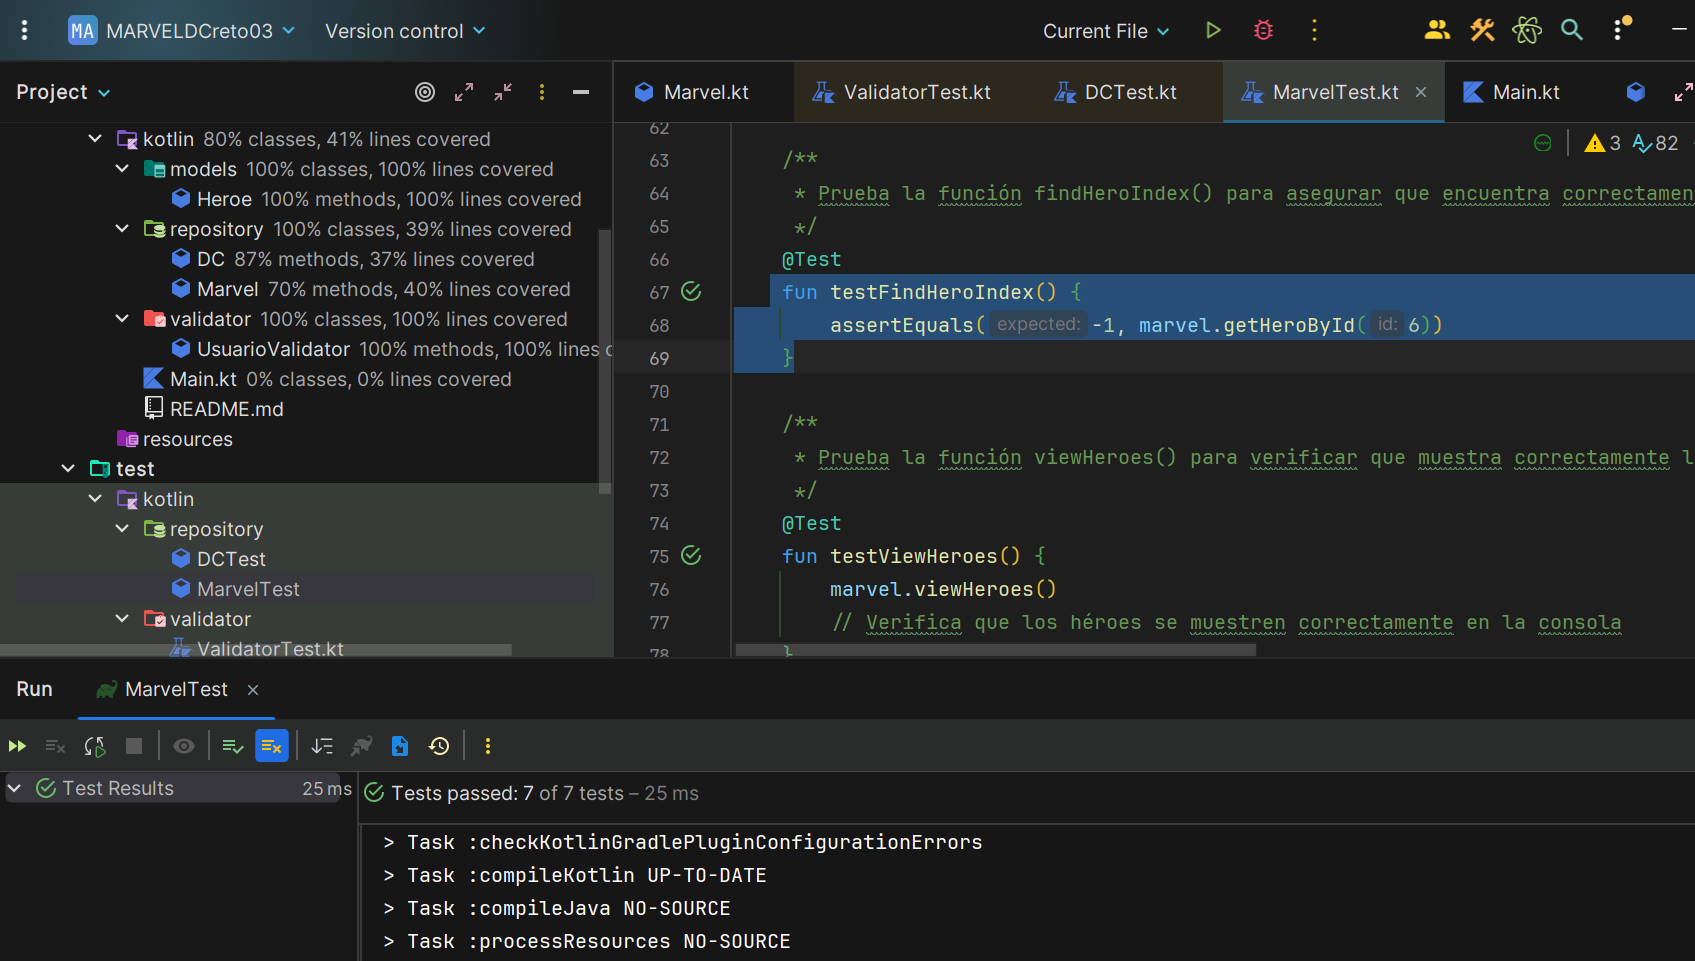 MA MARVELDCreto03 Version control Current File
Project
Marvel.kt ValidatorTest.kt DCTest.kt MarvelTest.kt Main.kt
kotlin 80% classes, 41% lines covered
models 100% classes, 100% lines covered
Heroe 100% methods, 100% lines covered
repository 100% classes, 39% lines covered
DC 87% methods, 37% lines covered
Marvel 70% methods, 40% lines covered
validator 100% classes, 100% lines covered
UsuarioValidator 100% methods, 100% lines c
Main.kt 0% classes, 0% lines covered
README.md
resources
test
kotlin
repository
DCTest
MarvelTest
validator
ValidatorTest.kt
3 82
62
63 /**
64 * Prueba la función findHeroIndex() para asegurar que encuentra correctamen
65 */
66 @Test
67 fun testFindHeroIndex() {
68 assertEquals( expected: -1, marvel.getHeroById( id: 6))
69 }
70
71 /**
72 * Prueba la función viewHeroes() para verificar que muestra correctamente l
73 */
74 @Test
75 fun testViewHeroes() {
76 marvel.viewHeroes()
77 // Verifica que los héroes se muestren correctamente en la consola
78 }
Run MarvelTest
Test Results 25 ms
Tests passed: 7 of 7 tests – 25 ms
> Task :checkKotlinGradlePluginConfigurationErrors
> Task :compileKotlin UP-TO-DATE
> Task :compileJava NO-SOURCE
> Task :processResources NO-SOURCE